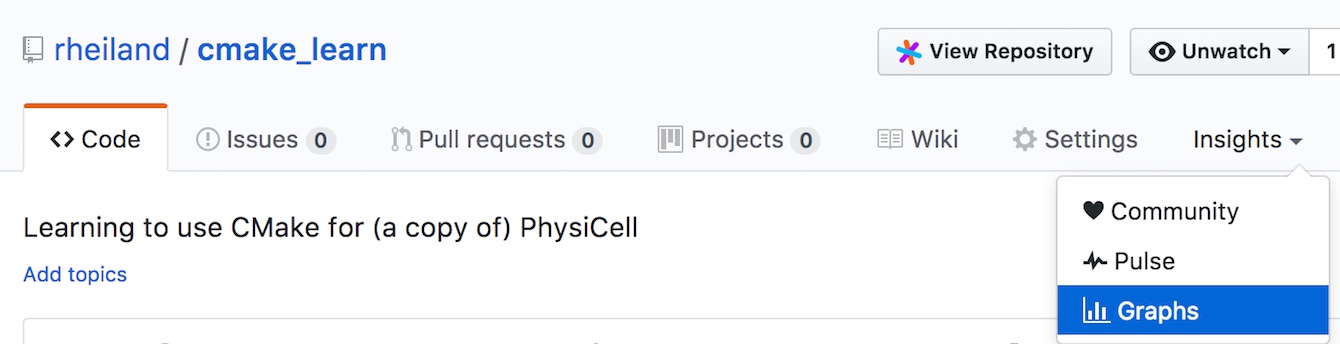 rheiland / cmake_learn
View Repository
Unwatch
1
Code
Issues 0
Pull requests 0
Projects 0
Wiki
Settings
Insights
Community
Pulse
Graphs
Learning to use CMake for (a copy of) PhysiCell
Add topics